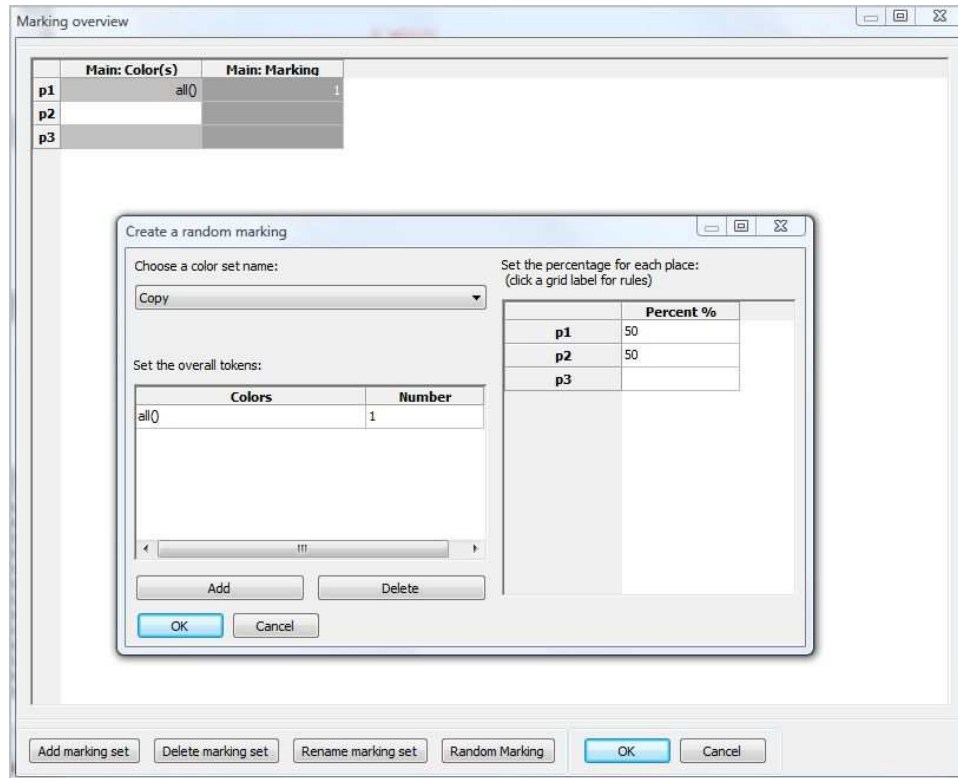 Marking overview
Main: Color(s) Main: Marking
p1 all() 1
p2
p3
Create a random marking
Choose a color set name:
Copy
Set the overall tokens:
Colors Number
all() 1
Add Delete
OK Cancel
Set the percentage for each place:
(click a grid label for rules)
Percent %
p1 50
p2 50
p3
Add marking set Delete marking set Rename marking set Random Marking OK Cancel